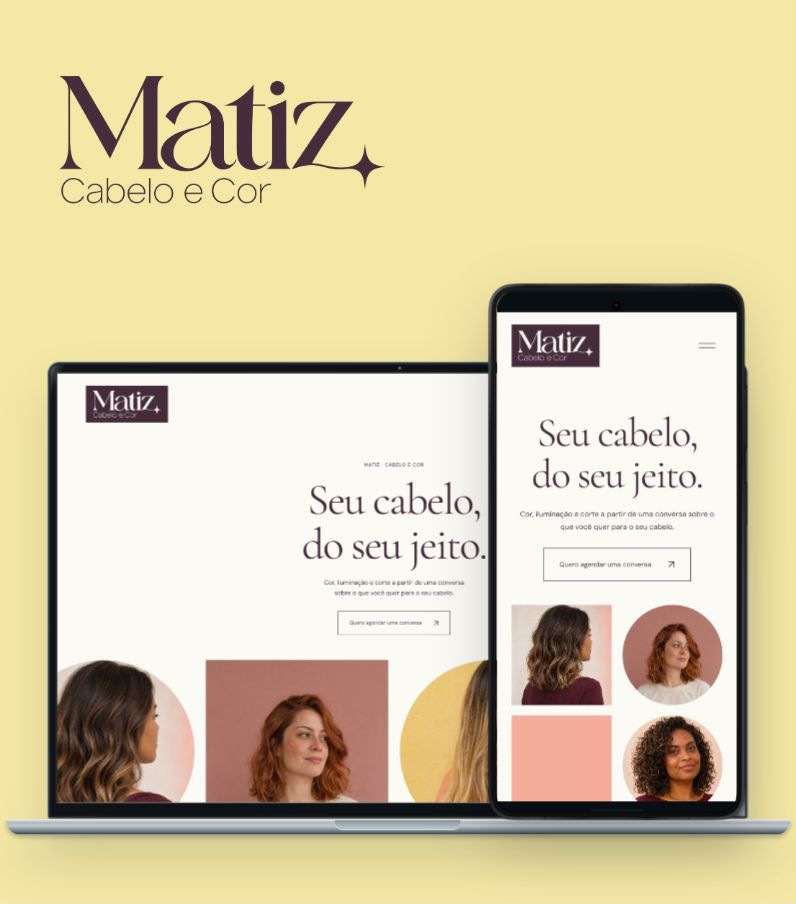 Matiz
Cabelo e Cor
Matiz
Cabelo e Cor
MATIZ · CABELO E COR
Seu cabelo,
do seu jeito.
Cor, iluminação e corte a partir de uma conversa
sobre o que você quer para o seu cabelo.
Quero agendar uma conversa
Matiz
Cabelo e Cor
Seu cabelo,
do seu jeito.
Cor, iluminação e corte a partir de uma conversa sobre o
que você quer para o seu cabelo.
Quero agendar uma conversa